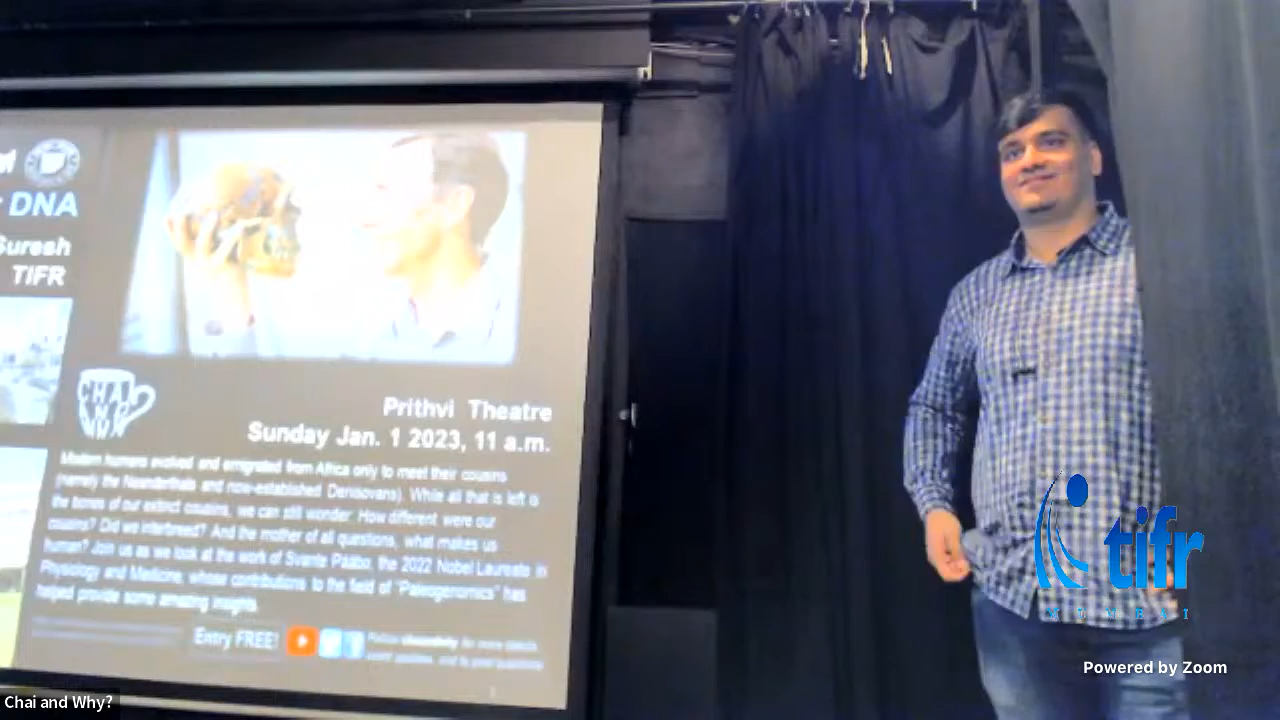 DNA
Suresh
TIFR
CHAI
AND
WHY
Prithvi Theatre
Sunday Jan. 1 2023, 11 a.m.
Modern humans evolved and emigrated from Africa only to meet their cousins
(namely the Neanderthals and now-established Denisovans). While all that is left is
the bones of our extinct cousins, we can still wonder: How different were our
cousins? Did we interbreed? And the mother of all questions, what makes us
human? Join us as we look at the work of Svante Pääbo, the 2022 Nobel Laureate in
Physiology and Medicine, whose contributions to the field of "Paleogenomics" has
helped provide some amazing insights.
Entry FREE!
tifr
MUMBAI
Powered by Zoom
Chai and Why?